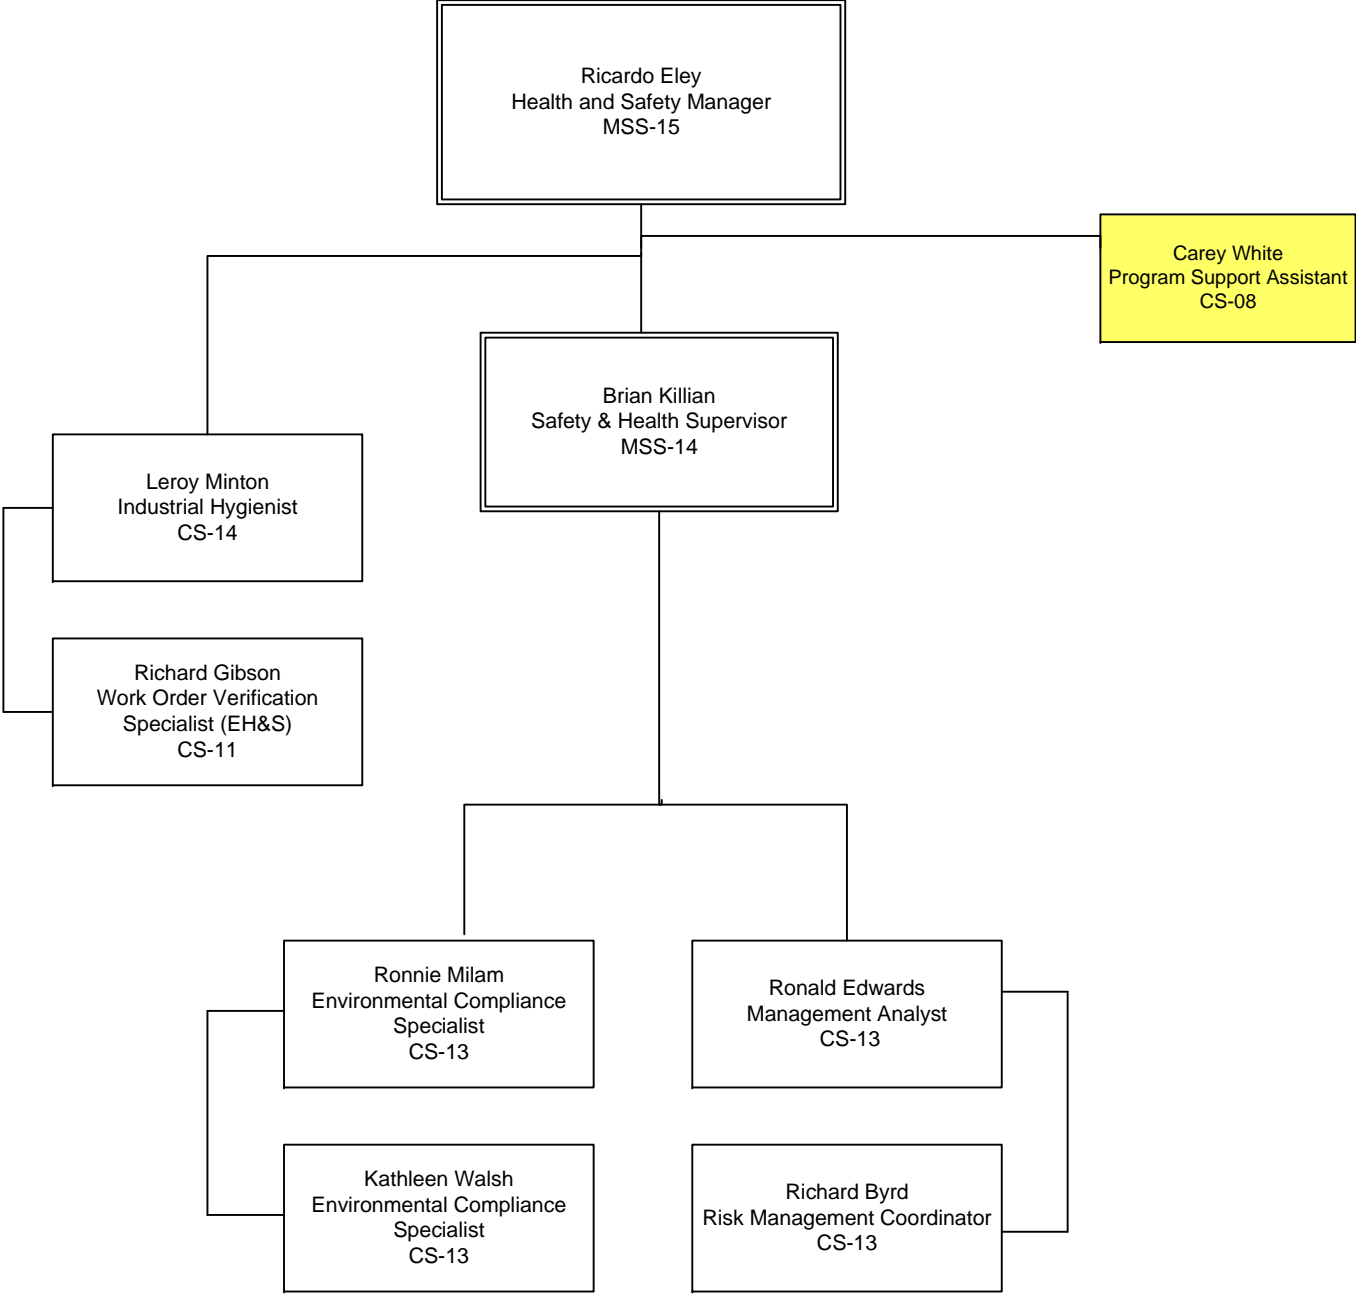 Ricardo Eley
Health and Safety Manager
MSS-15
Carey White
Program Support Assistant
CS-08
Brian Killian
Safety & Health Supervisor
MSS-14
Leroy Minton
Industrial Hygienist
CS-14
Richard Gibson
Work Order Verification
Specialist (EH&S)
CS-11
Ronnie Milam
Environmental Compliance
Specialist
CS-13
Ronald Edwards
Management Analyst
CS-13
Kathleen Walsh
Environmental Compliance
Specialist
CS-13
Richard Byrd
Risk Management Coordinator
CS-13